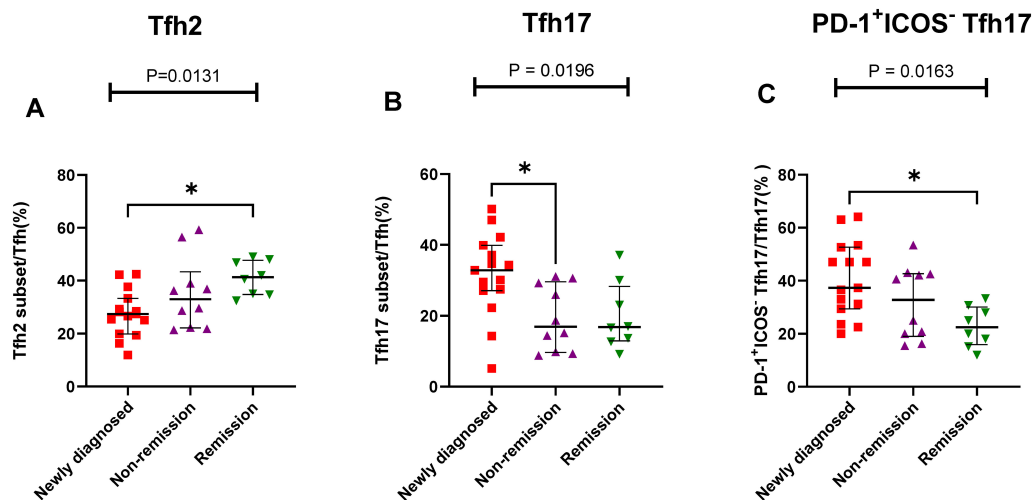 Tfh2
P=0.0131
A
*
Tfh2 subset/Tfh(%)
80
60
40
20
0
Newly diagnosed
Non-remission
Remission
Tfh17
P = 0.0196
B
*
Tfh17 subset/Tfh(%)
60
40
20
0
Newly diagnosed
Non-remission
Remission
PD-1⁺ICOS⁻ Tfh17
P = 0.0163
C
*
PD-1⁺ICOS⁻ Tfh17/Tfh17(%)
80
60
40
20
0
Newly diagnosed
Non-remission
Remission